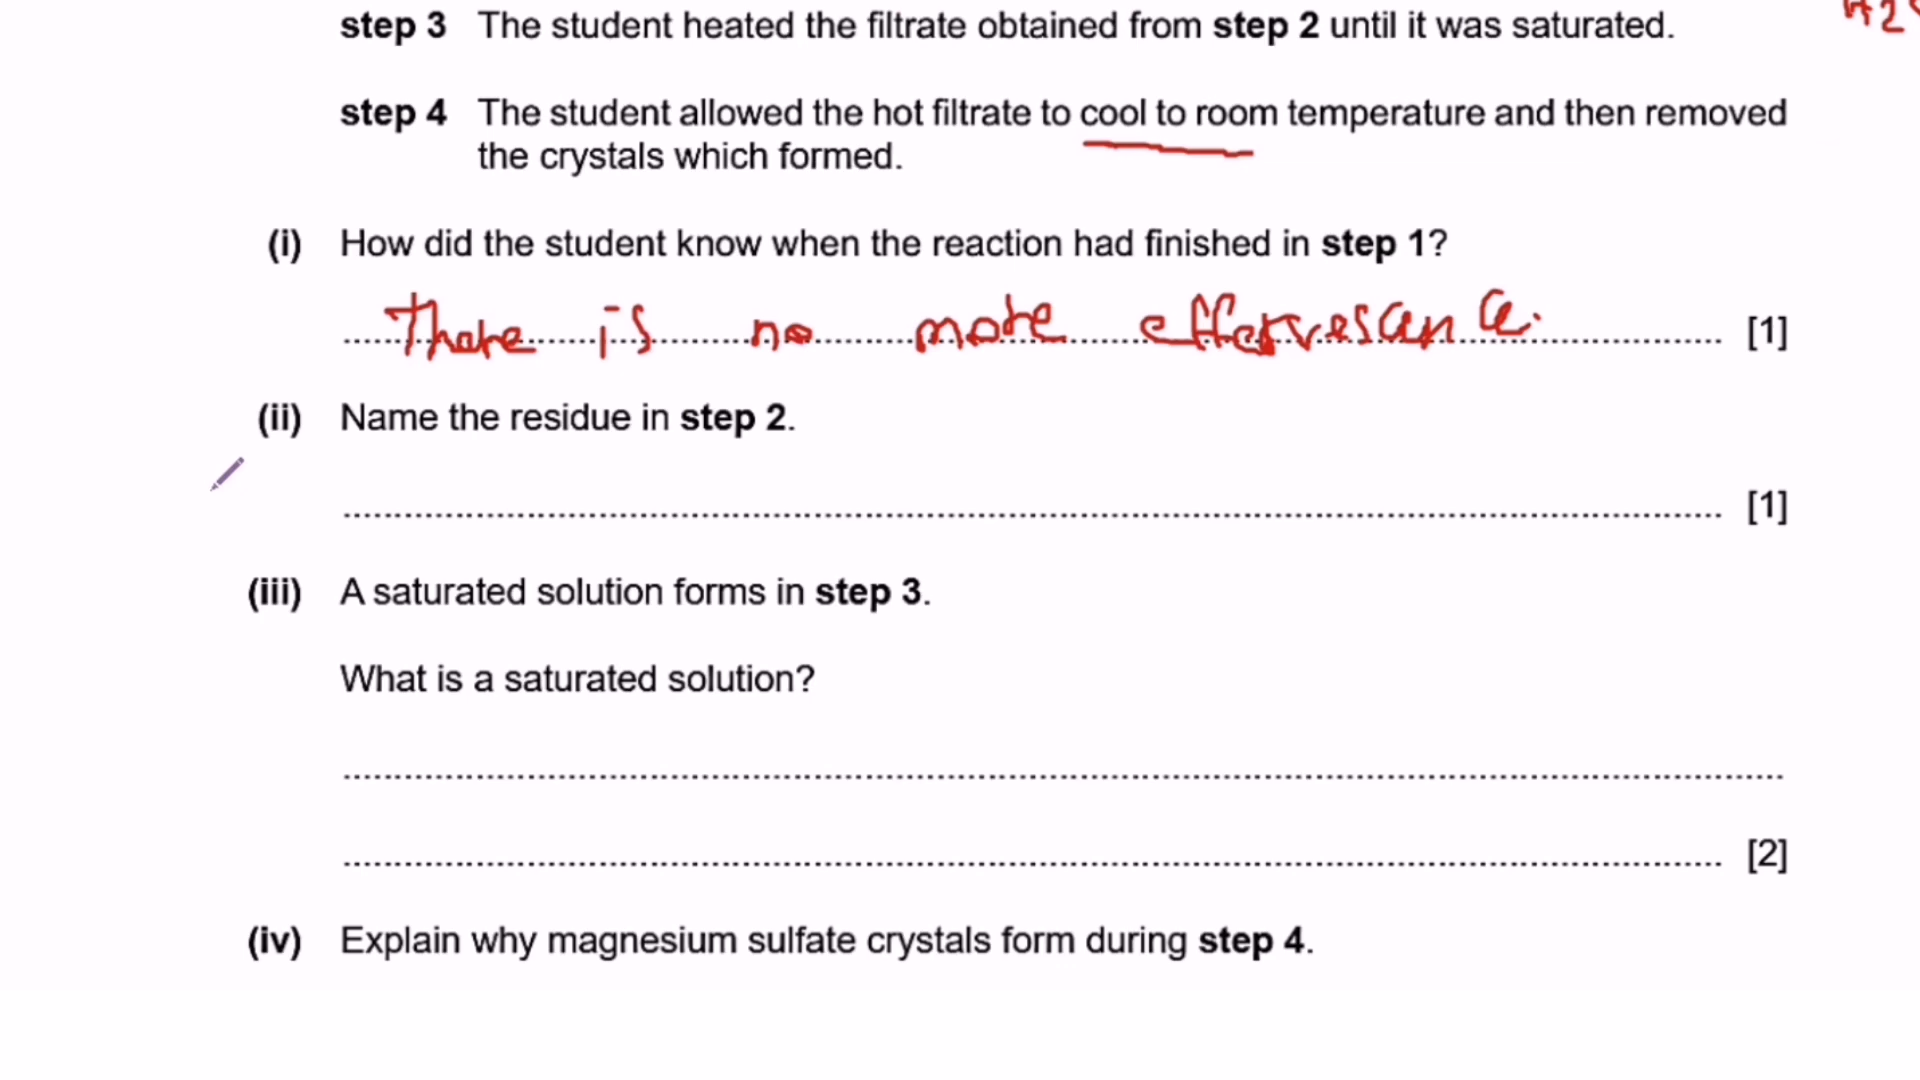 step 3 The student heated the filtrate obtained from step 2 until it was saturated.
step 4 The student allowed the hot filtrate to cool to room temperature and then removed
the crystals which formed.
(i) How did the student know when the reaction had finished in step 1?
There is no more effervescence. [1]
(ii) Name the residue in step 2.
[1]
(iii) A saturated solution forms in step 3.
What is a saturated solution?
[2]
(iv) Explain why magnesium sulfate crystals form during step 4.